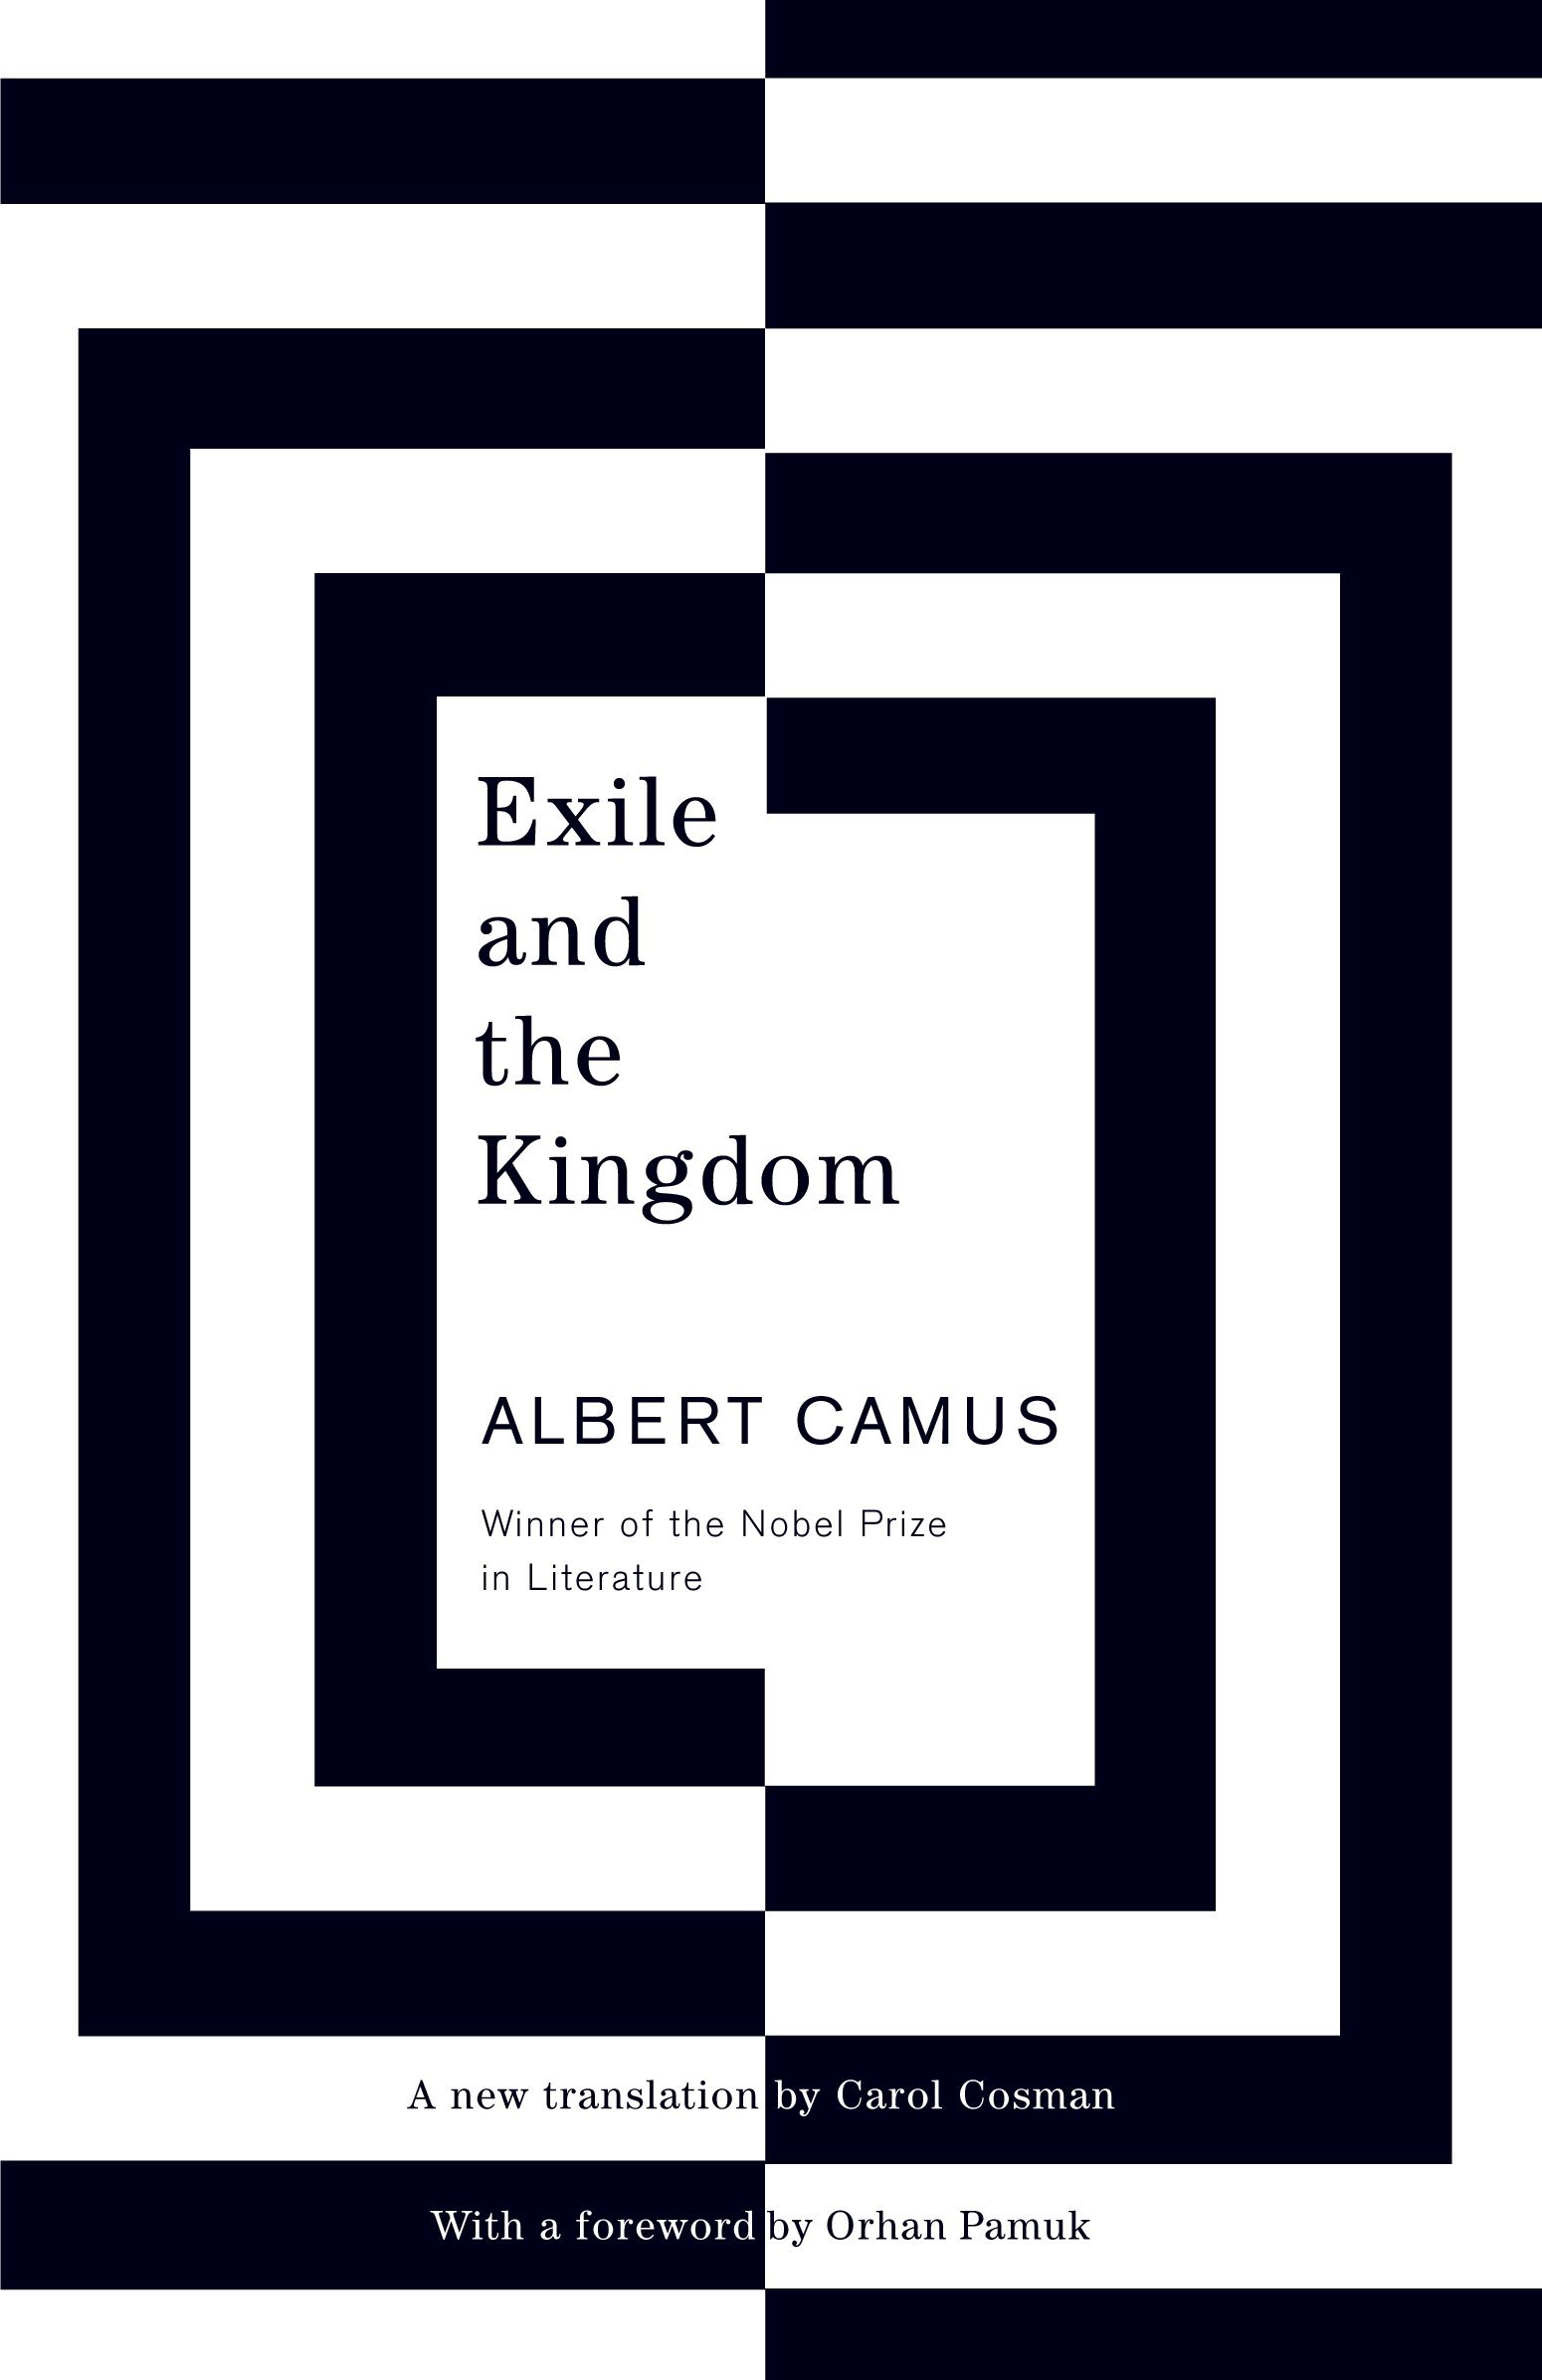 Exile
and
the
Kingdom
ALBERT CAMUS
Winner of the Nobel Prize
in Literature
A new translation by Carol Cosman
With a foreword by Orhan Pamuk